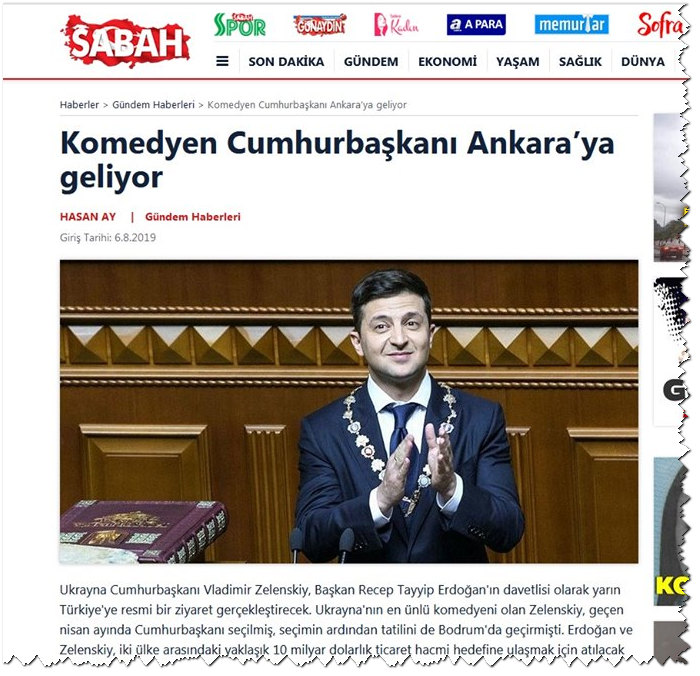 SABAH
SABAH SPOR
GÜNAYDIN
Kadın
A PARA
memurlar
Sofra
SON DAKİKA GÜNDEM EKONOMİ YAŞAM SAĞLIK DÜNYA
Haberler > Gündem Haberleri > Komedyen Cumhurbaşkanı Ankara'ya geliyor
Komedyen Cumhurbaşkanı Ankara’ya
geliyor
HASAN AY | Gündem Haberleri
Giriş Tarihi: 6.8.2019
G
KO
Ukrayna Cumhurbaşkanı Vladimir Zelenskiy, Başkan Recep Tayyip Erdoğan'ın davetlisi olarak yarın
Türkiye'ye resmi bir ziyaret gerçekleştirecek. Ukrayna'nın en ünlü komedyeni olan Zelenskiy, geçen
nisan ayında Cumhurbaşkanı seçilmiş, seçimin ardından tatilini de Bodrum'da geçirmişti. Erdoğan ve
Zelenskiy, iki ülke arasındaki yaklaşık 10 milyar dolarlık ticaret hacmi hedefine ulaşmak için atılacak